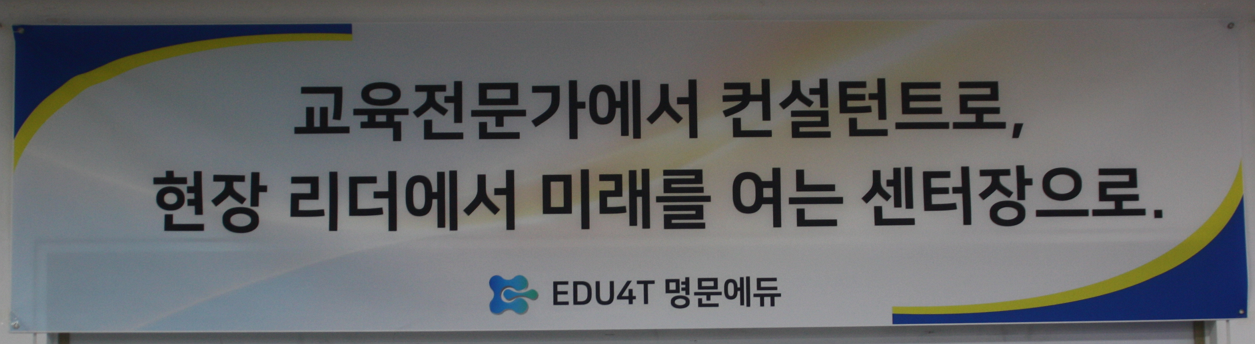 교육전문가에서 컨설턴트로,
현장 리더에서 미래를 여는 센터장으로.
EDU4T 명문에듀